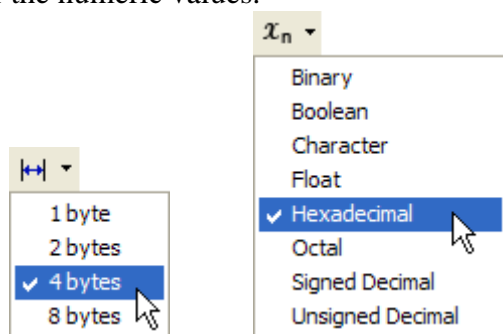 the numeric values.
xn
Binary
Boolean
Character
Float
Hexadecimal
Octal
Signed Decimal
Unsigned Decimal
1 byte
2 bytes
4 bytes
8 bytes